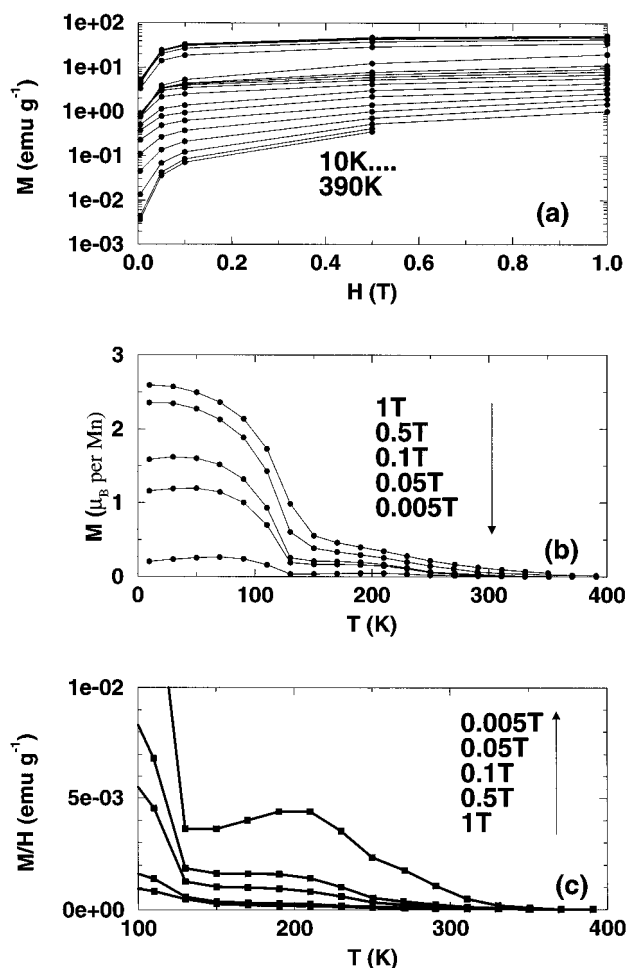 1e+02
1e+01
1e+00
1e-01
1e-02
1e-03
M (emu g⁻¹)
10K....
390K
(a)
0.0 0.2 0.4 0.6 0.8 1.0
H (T)
3
2
1
0
M (μB per Mn)
1T
0.5T
0.1T
0.05T
0.005T
(b)
0 100 200 300 400
T (K)
1e-02
5e-03
0e+00
M/H (emu g⁻¹)
0.005T
0.05T
0.1T
0.5T
1T
(c)
100 200 300 400
T (K)